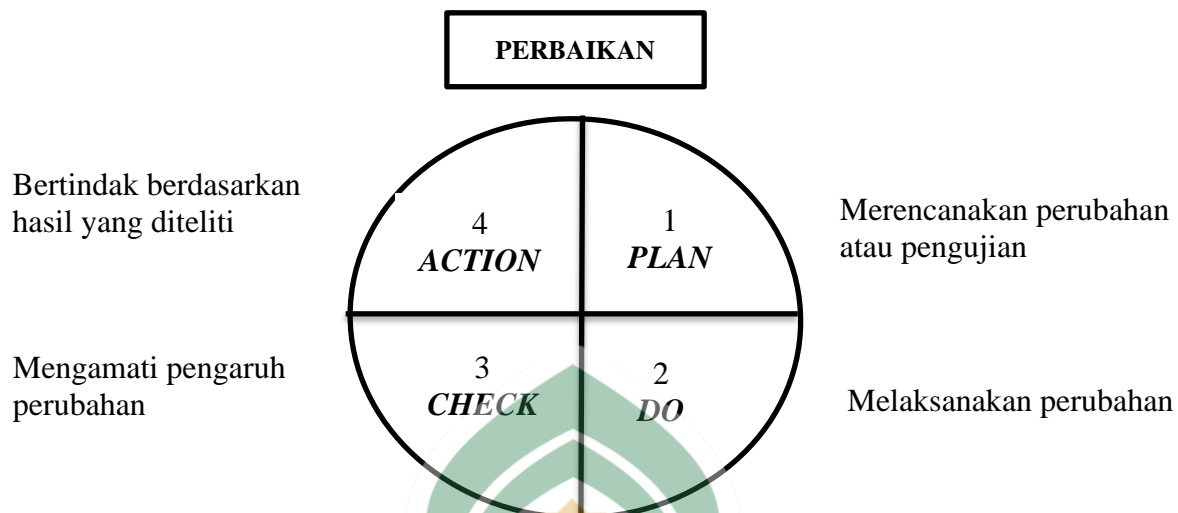 PERBAIKAN
Bertindak berdasarkan
hasil yang diteliti
4
ACTION
1
PLAN
Merencanakan perubahan
atau pengujian
Mengamati pengaruh
perubahan
3
CHECK
2
DO
Melaksanakan perubahan